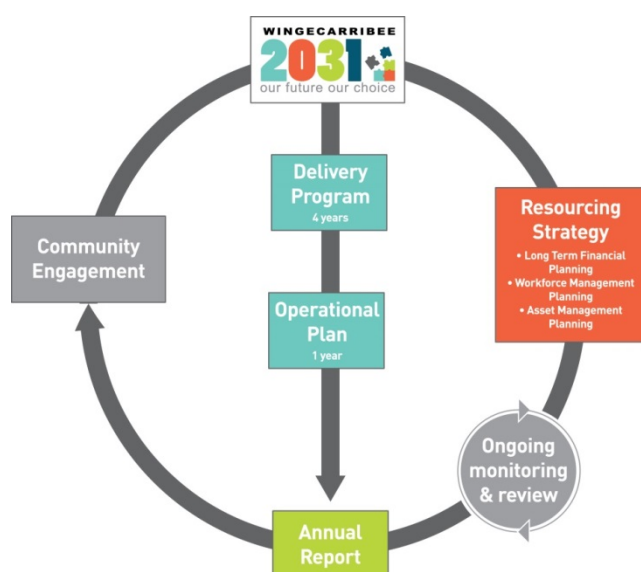 WINGECARRIBEE
2031
our future our choice
Delivery
Program
4 years
Operational
Plan
1 year
Annual
Report
Community
Engagement
Resourcing
Strategy
• Long Term Financial
Planning
• Workforce Management
Planning
• Asset Management
Planning
Ongoing
monitoring
& review